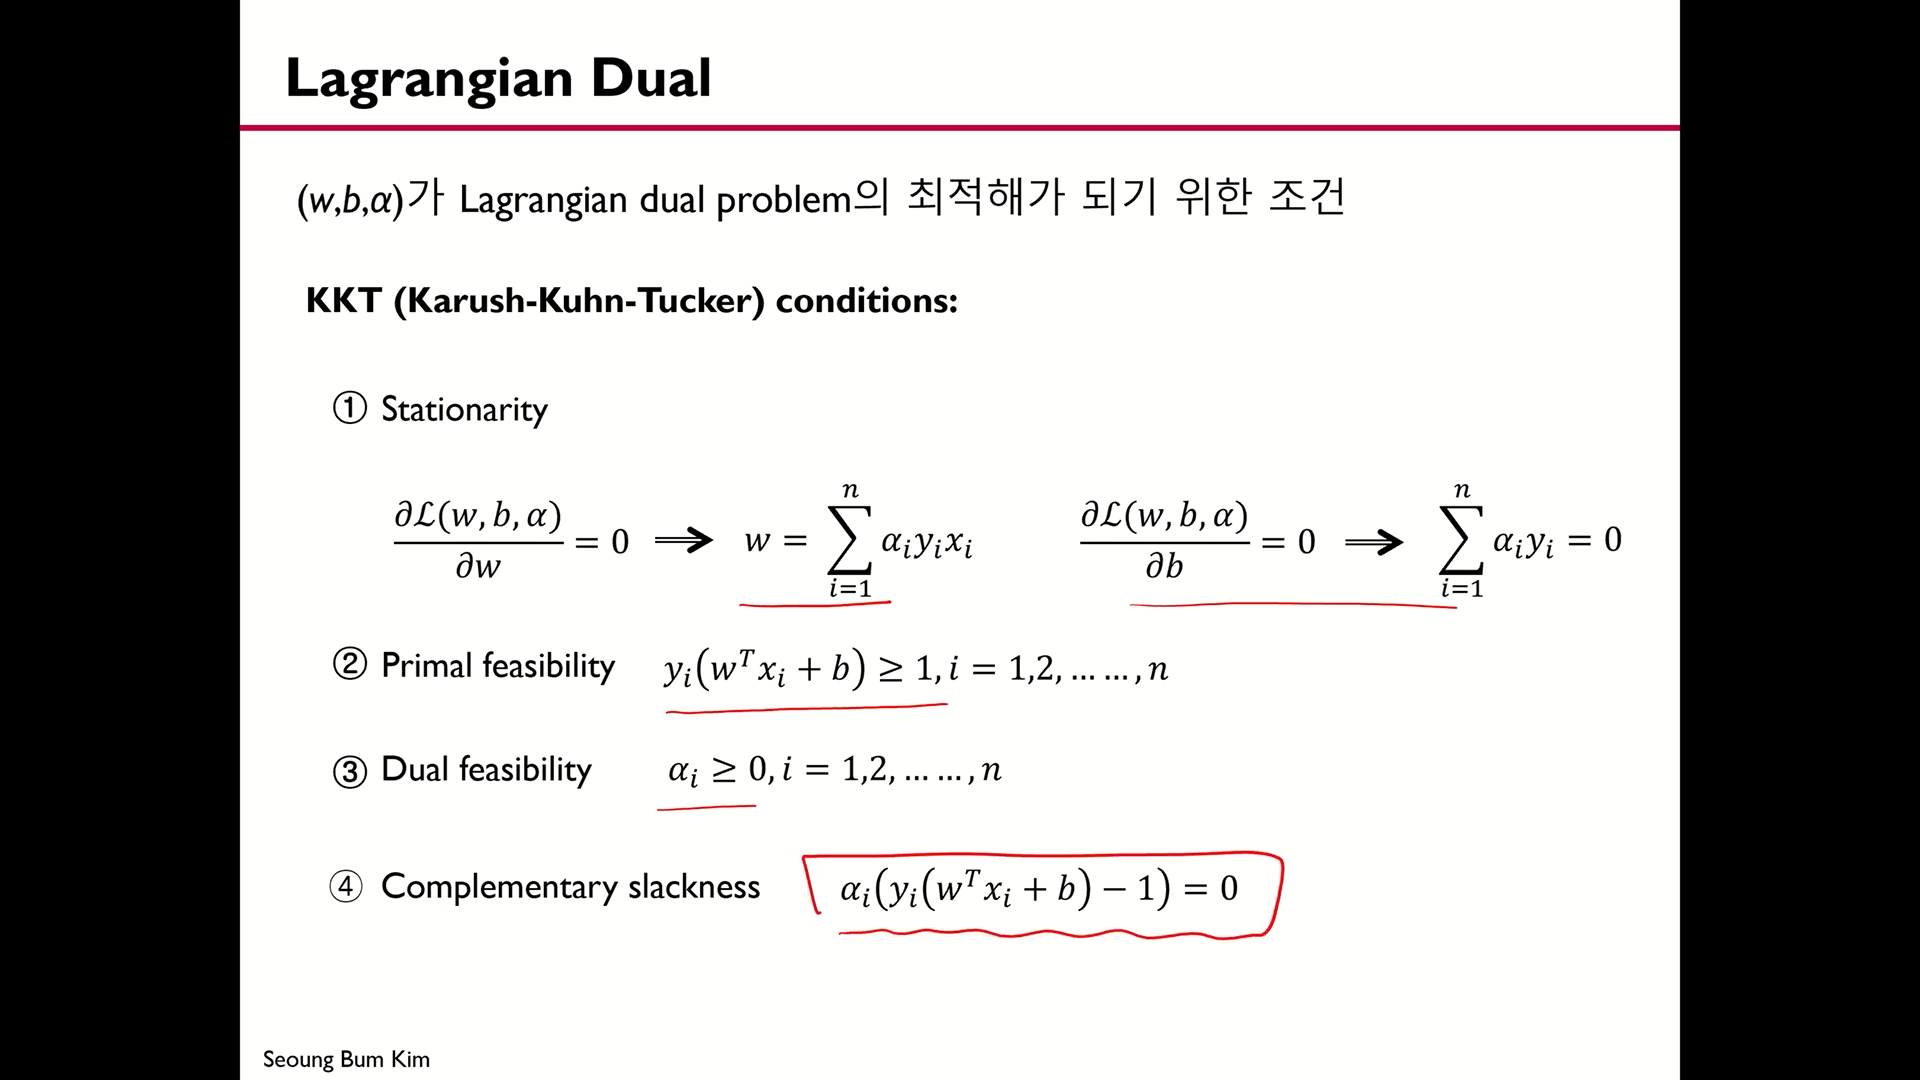 Lagrangian Dual
(w,b,α)가 Lagrangian dual problem의 최적해가 되기 위한 조건
KKT (Karush-Kuhn-Tucker) conditions:
① Stationarity
∂ℒ(w, b, α)/∂w = 0 ⟹ w = ∑_{i=1}^{n} α_i y_i x_i    ∂ℒ(w, b, α)/∂b = 0 ⟹ ∑_{i=1}^{n} α_i y_i = 0
② Primal feasibility y_i(w^T x_i + b) ≥ 1, i = 1,2, … … , n
③ Dual feasibility α_i ≥ 0, i = 1,2, … … , n
④ Complementary slackness α_i(y_i(w^T x_i + b) − 1) = 0
Seoung Bum Kim